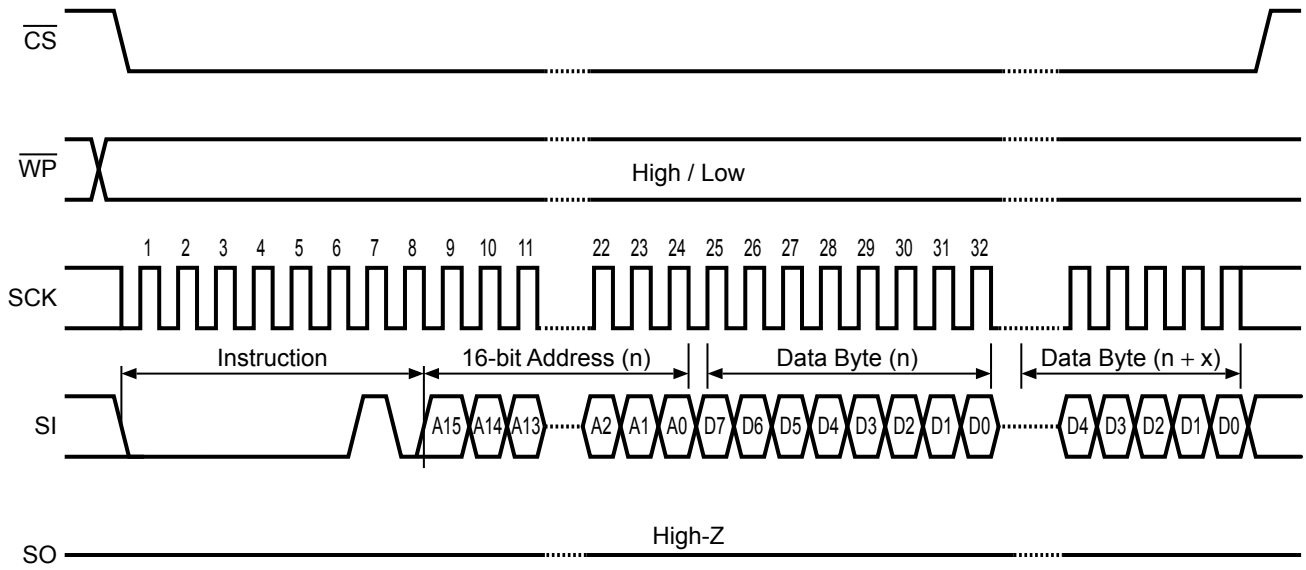 CS
WP
High / Low
1 2 3 4 5 6 7 8 9 10 11 22 23 24 25 26 27 28 29 30 31 32
SCK
Instruction 16-bit Address (n) Data Byte (n) Data Byte (n + x)
SI A15 A14 A13 A2 A1 A0 D7 D6 D5 D4 D3 D2 D1 D0 D4 D3 D2 D1 D0
High-Z
SO